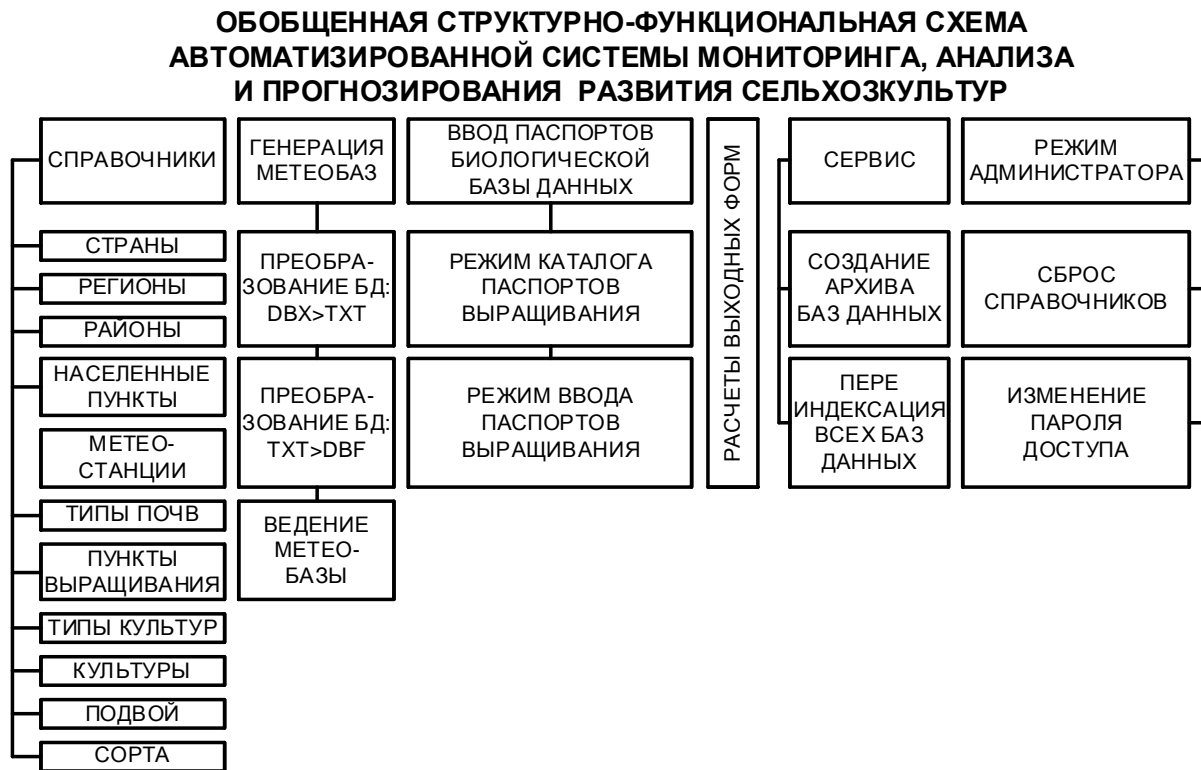 ОБОБЩЕННАЯ СТРУКТУРНО-ФУНКЦИОНАЛЬНАЯ СХЕМА
АВТОМАТИЗИРОВАННОЙ СИСТЕМЫ МОНИТОРИНГА, АНАЛИЗА
И ПРОГНОЗИРОВАНИЯ РАЗВИТИЯ СЕЛЬХОЗКУЛЬТУР
СПРАВОЧНИКИ
СТРАНЫ
РЕГИОНЫ
РАЙОНЫ
НАСЕЛЕННЫЕ
ПУНКТЫ
МЕТЕО-
СТАНЦИИ
ТИПЫ ПОЧВ
ПУНКТЫ
ВЫРАЩИВАНИЯ
ТИПЫ КУЛЬТУР
КУЛЬТУРЫ
ПОДВОЙ
СОРТА
ГЕНЕРАЦИЯ
МЕТЕОБАЗ
ПРЕОБРА-
ЗОВАНИЕ БД:
DBX>TXT
ПРЕОБРА-
ЗОВАНИЕ БД:
TXT>DBF
ВЕДЕНИЕ
МЕТЕО-
БАЗЫ
ВВОД ПАСПОРТОВ
БИОЛОГИЧЕСКОЙ
БАЗЫ ДАННЫХ
РЕЖИМ КАТАЛОГА
ПАСПОРТОВ
ВЫРАЩИВАНИЯ
РЕЖИМ ВВОДА
ПАСПОРТОВ
ВЫРАЩИВАНИЯ
РАСЧЕТЫ ВЫХОДНЫХ ФОРМ
СЕРВИС
СОЗДАНИЕ
АРХИВА
БАЗ ДАННЫХ
ПЕРЕ
ИНДЕКСАЦИЯ
ВСЕХ БАЗ
ДАННЫХ
РЕЖИМ
АДМИНИСТРАТОРА
СБРОС
СПРАВОЧНИКОВ
ИЗМЕНЕНИЕ
ПАРОЛЯ
ДОСТУПА